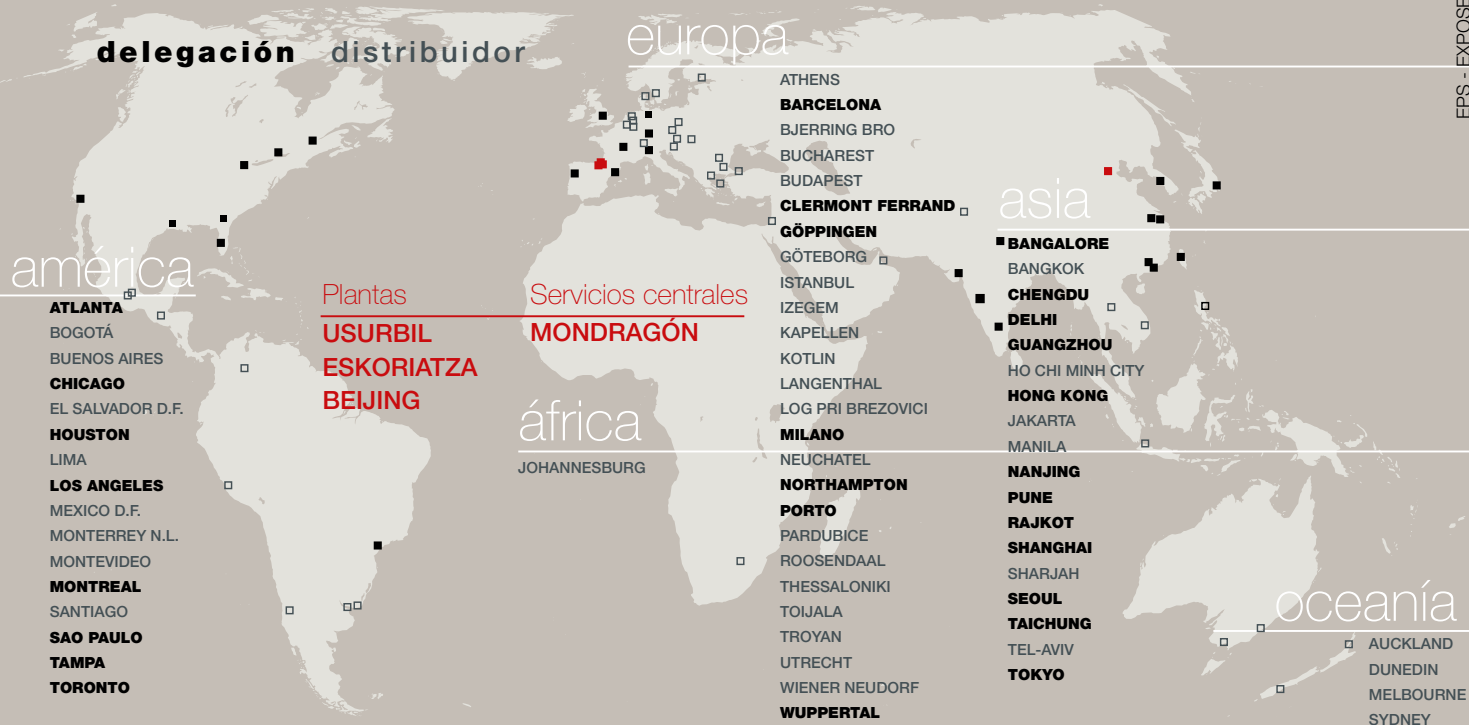 delegación distribuidor
américa
ATLANTA
BOGOTÁ
BUENOS AIRES
CHICAGO
EL SALVADOR D.F.
HOUSTON
LIMA
LOS ANGELES
MEXICO D.F.
MONTERREY N.L.
MONTEVIDEO
MONTREAL
SANTIAGO
SAO PAULO
TAMPA
TORONTO
Plantas
USURBIL
ESKORIATZA
BEIJING
Servicios centrales
MONDRAGÓN
áfrica
JOHANNESBURG
europa
ATHENS
BARCELONA
BJERRING BRO
BUCHAREST
BUDAPEST
CLERMONT FERRAND
GÖPPINGEN
GÖTEBORG
ISTANBUL
IZEGEM
KAPELLEN
KOTLIN
LANGENTHAL
LOG PRI BREZOVICI
MILANO
NEUCHATEL
NORTHAMPTON
PORTO
PARDUBICE
ROOSENDAAL
THESSALONIKI
TOIJALA
TROYAN
UTRECHT
WIENER NEUDORF
WUPPERTAL
asia
BANGALORE
BANGKOK
CHENGDU
DELHI
GUANGZHOU
HO CHI MINH CITY
HONG KONG
JAKARTA
MANILA
NANJING
PUNE
RAJKOT
SHANGHAI
SHARJAH
SEOUL
TAICHUNG
TEL-AVIV
TOKYO
oceanía
AUCKLAND
DUNEDIN
MELBOURNE
SYDNEY